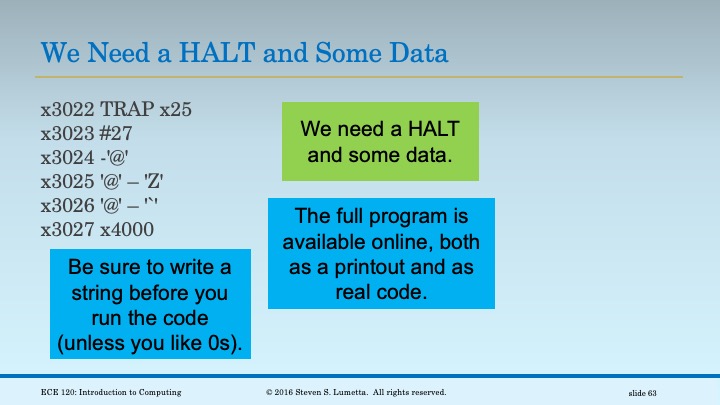 We Need a HALT and Some Data
x3022 TRAP x25
x3023 #27
x3024 -'@'
x3025 '@' – 'Z'
x3026 '@' – '`'
x3027 x4000
We need a HALT
and some data.
The full program is
available online, both
as a printout and as
real code.
Be sure to write a
string before you
run the code
(unless you like 0s).
ECE 120: Introduction to Computing
© 2016 Steven S. Lumetta.  All rights reserved.
slide 63